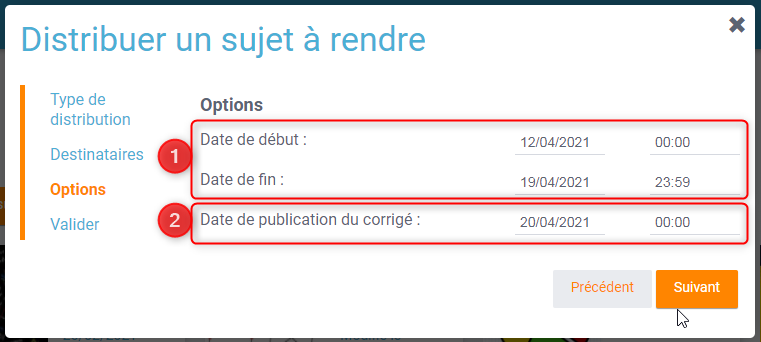 Distribuer un sujet à rendre
Type de
distribution
Destinataires
Options
Valider
Options
1
Date de début : 12/04/2021 00:00
Date de fin : 19/04/2021 23:59
2
Date de publication du corrigé : 20/04/2021 00:00
Précédent Suivant